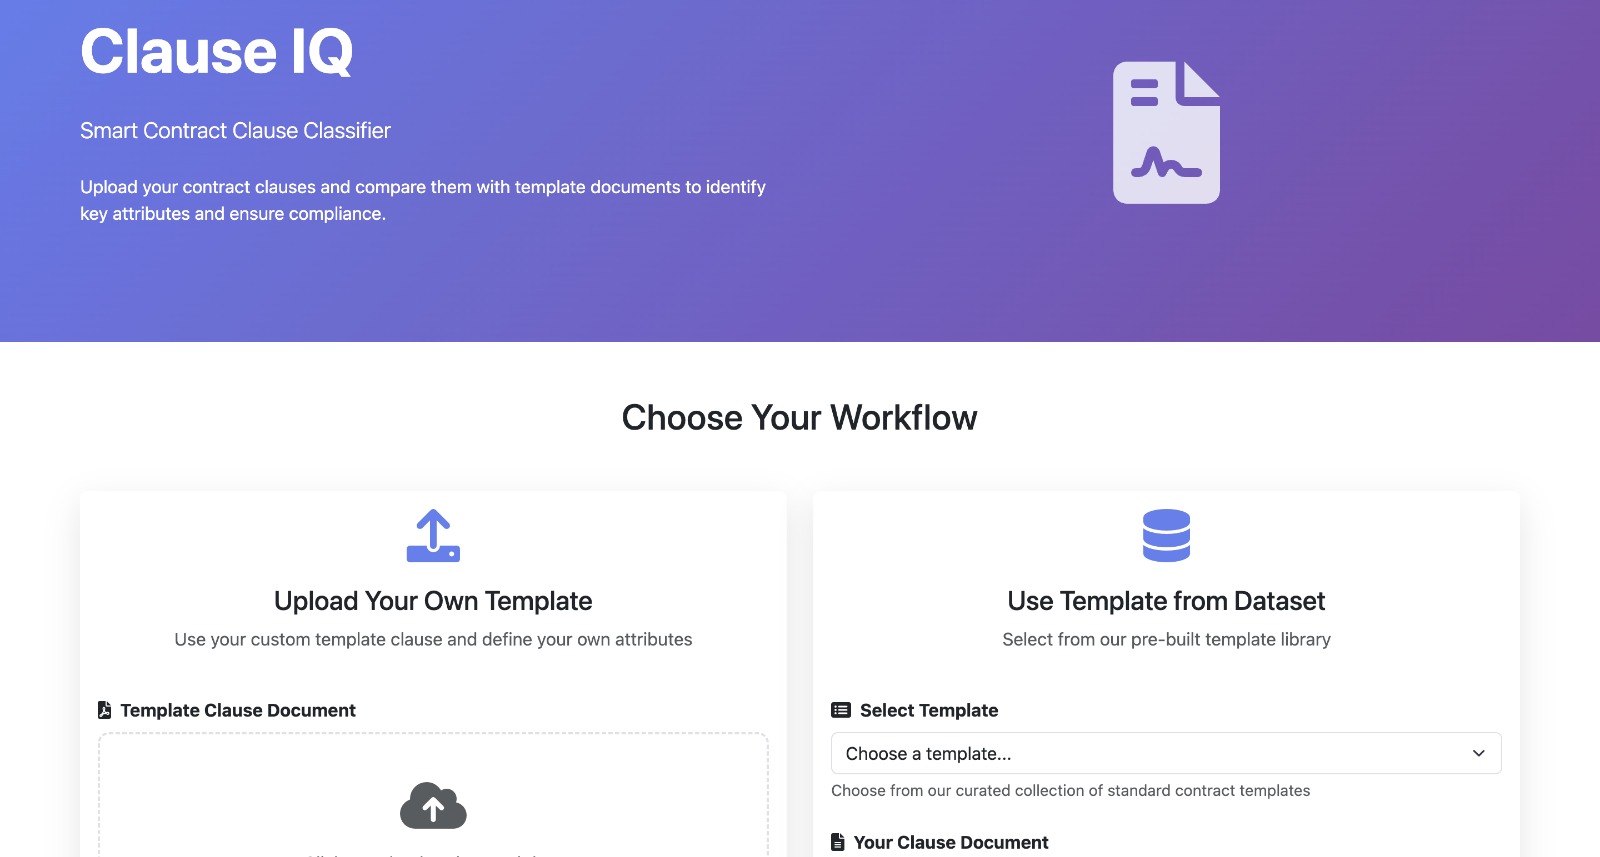 Clause IQ
Smart Contract Clause Classifier
Upload your contract clauses and compare them with template documents to identify
key attributes and ensure compliance.
Choose Your Workflow
Upload Your Own Template
Use your custom template clause and define your own attributes
Template Clause Document
Use Template from Dataset
Select from our pre-built template library
Select Template
Choose a template...
Choose from our curated collection of standard contract templates
Your Clause Document